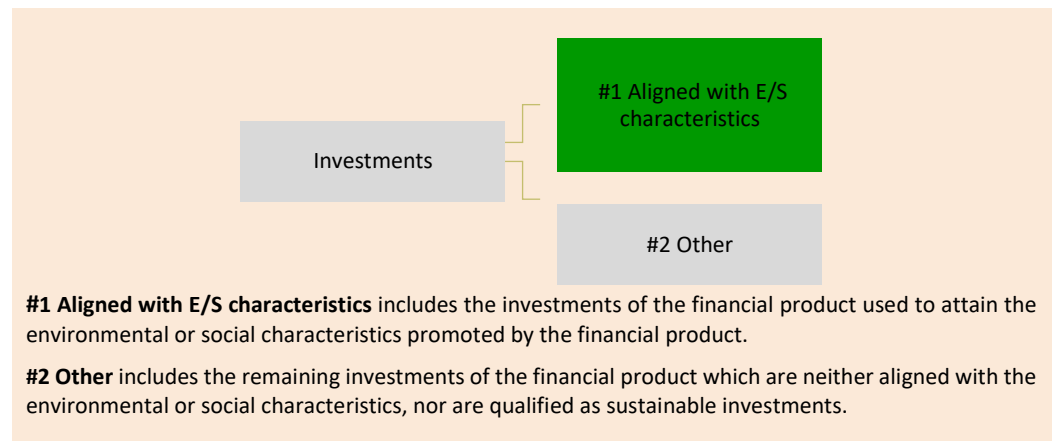 #1 Aligned with E/S
characteristics
Investments
#2 Other
#1 Aligned with E/S characteristics includes the investments of the financial product used to attain the
environmental or social characteristics promoted by the financial product.
#2 Other includes the remaining investments of the financial product which are neither aligned with the
environmental or social characteristics, nor are qualified as sustainable investments.